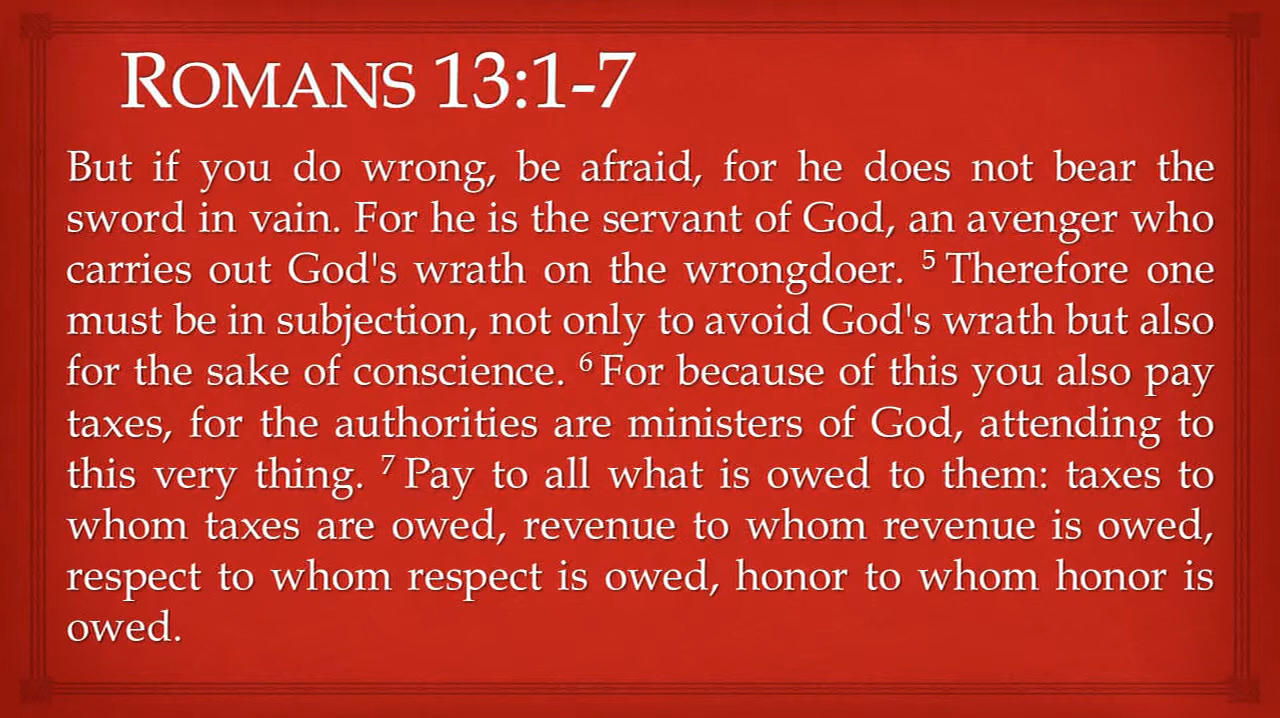 ROMANS 13:1-7
But if you do wrong, be afraid, for he does not bear the
sword in vain. For he is the servant of God, an avenger who
carries out God's wrath on the wrongdoer. 5 Therefore one
must be in subjection, not only to avoid God's wrath but also
for the sake of conscience. 6 For because of this you also pay
taxes, for the authorities are ministers of God, attending to
this very thing. 7 Pay to all what is owed to them: taxes to
whom taxes are owed, revenue to whom revenue is owed,
respect to whom respect is owed, honor to whom honor is
owed.